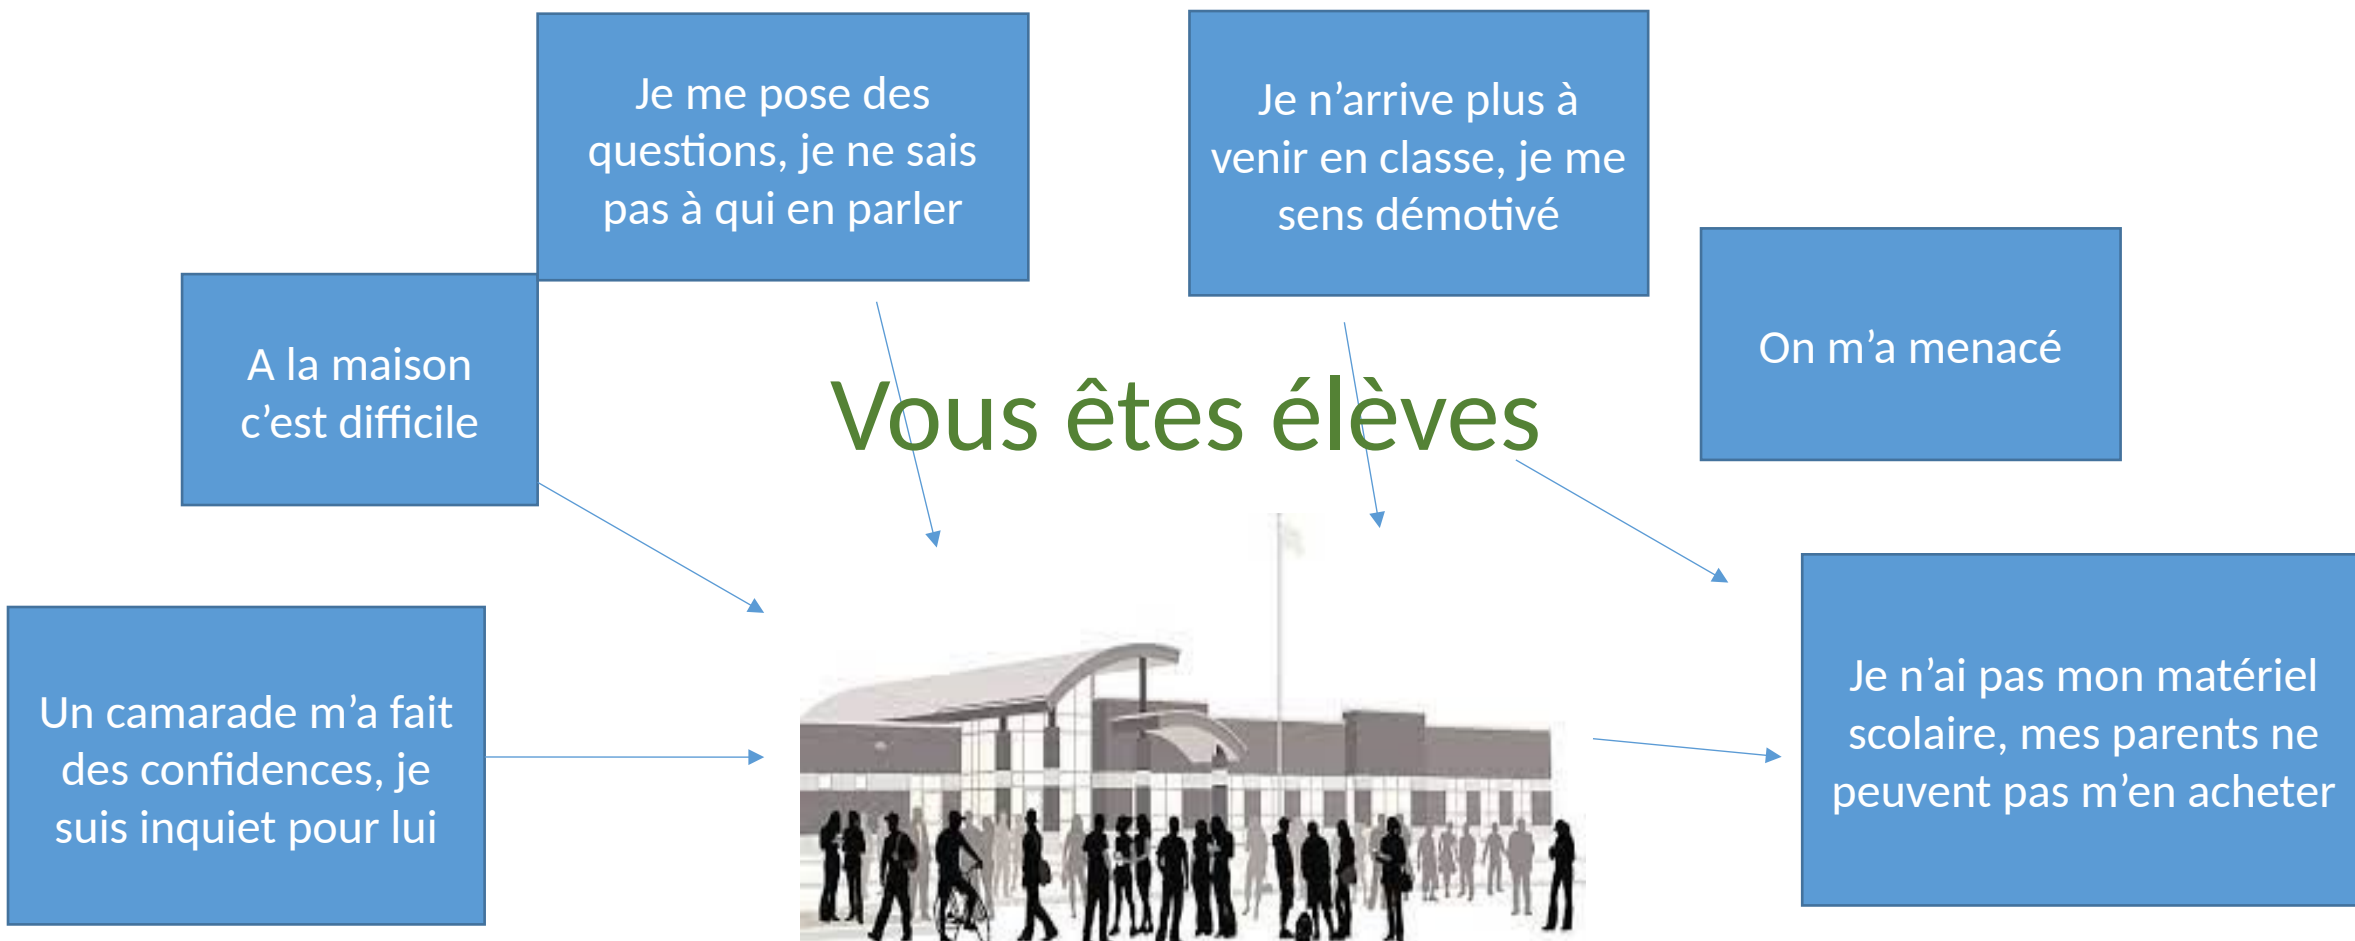 Je me pose des
questions, je ne sais
pas à qui en parler
Je n’arrive plus à
venir en classe, je me
sens démotivé
On m’a menacé
A la maison
c’est difficile
Vous êtes élèves
Un camarade m’a fait
des confidences, je
suis inquiet pour lui
Je n’ai pas mon matériel
scolaire, mes parents ne
peuvent pas m’en acheter